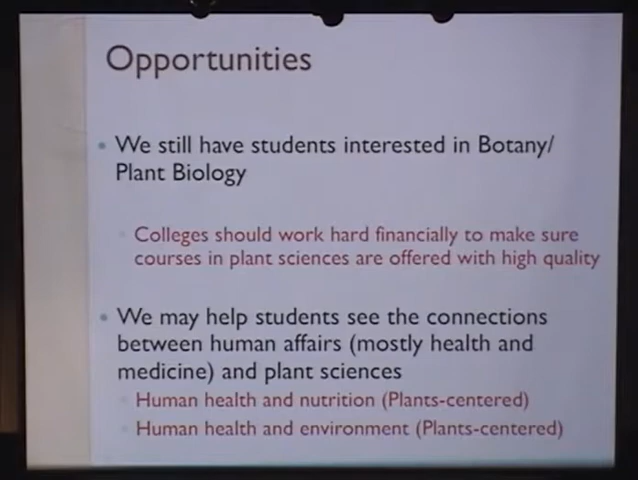 Opportunities
We still have students interested in Botany/
Plant Biology
Colleges should work hard financially to make sure
courses in plant sciences are offered with high quality
We may help students see the connections
between human affairs (mostly health and
medicine) and plant sciences
Human health and nutrition (Plants-centered)
Human health and environment (Plants-centered)